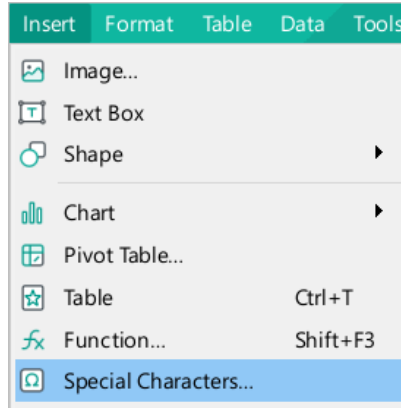 Insert Format Table Data Tools
Image...
Text Box
Shape
Chart
Pivot Table...
Table Ctrl+T
Function... Shift+F3
Special Characters...